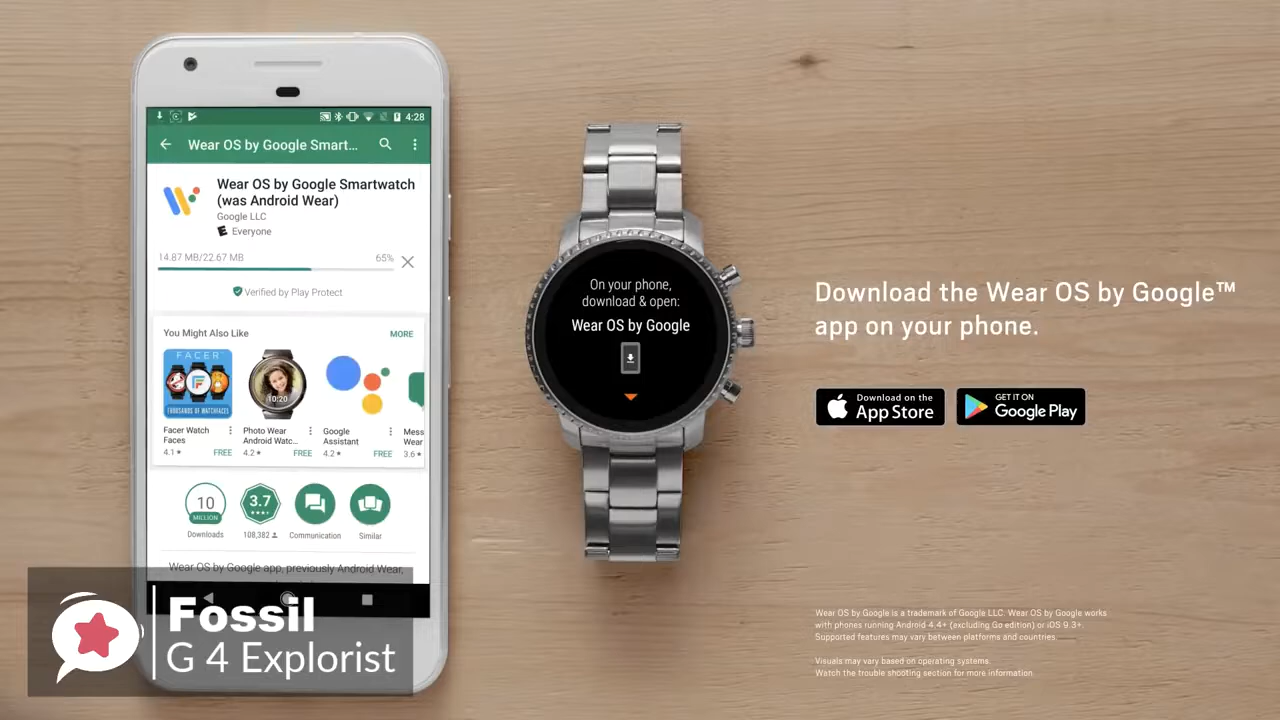 4:28
Wear OS by Google Smart...
Wear OS by Google Smartwatch
(was Android Wear)
Google LLC
E Everyone
14.87 MB/22.67 MB 65%
Verified by Play Protect
You Might Also Like MORE
FACER
THOUSANDS OF WATCHFACES
10:20
Facer Watch
Faces
4.1 ★ FREE
Photo Wear
Android Watc...
4.2 ★ FREE
Google
Assistant
4.2 ★ FREE
Mess
Wear
3.6 ★
10
MILLION
Downloads
3.7
108,382
Communication
Similar
Wear OS by Google app, previously Android Wear,
Fossil
G 4 Explorist
On your phone,
download & open:
Wear OS by Google
Download the Wear OS by Google™
app on your phone.
Download on the
App Store
GET IT ON
Google Play
Wear OS by Google is a trademark of Google LLC. Wear OS by Google works
with phones running Android 4.4+ (excluding Go edition) or iOS 9.3+.
Supported features may vary between platforms and countries.
Visuals may vary based on operating systems.
Watch the trouble shooting section for more information.